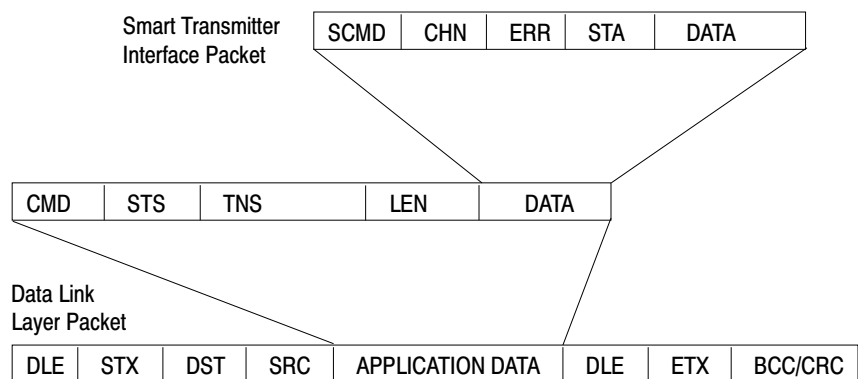 Smart Transmitter
Interface Packet
SCMD CHN ERR STA DATA
CMD STS TNS LEN DATA
Data Link
Layer Packet
DLE STX DST SRC APPLICATION DATA DLE ETX BCC/CRC